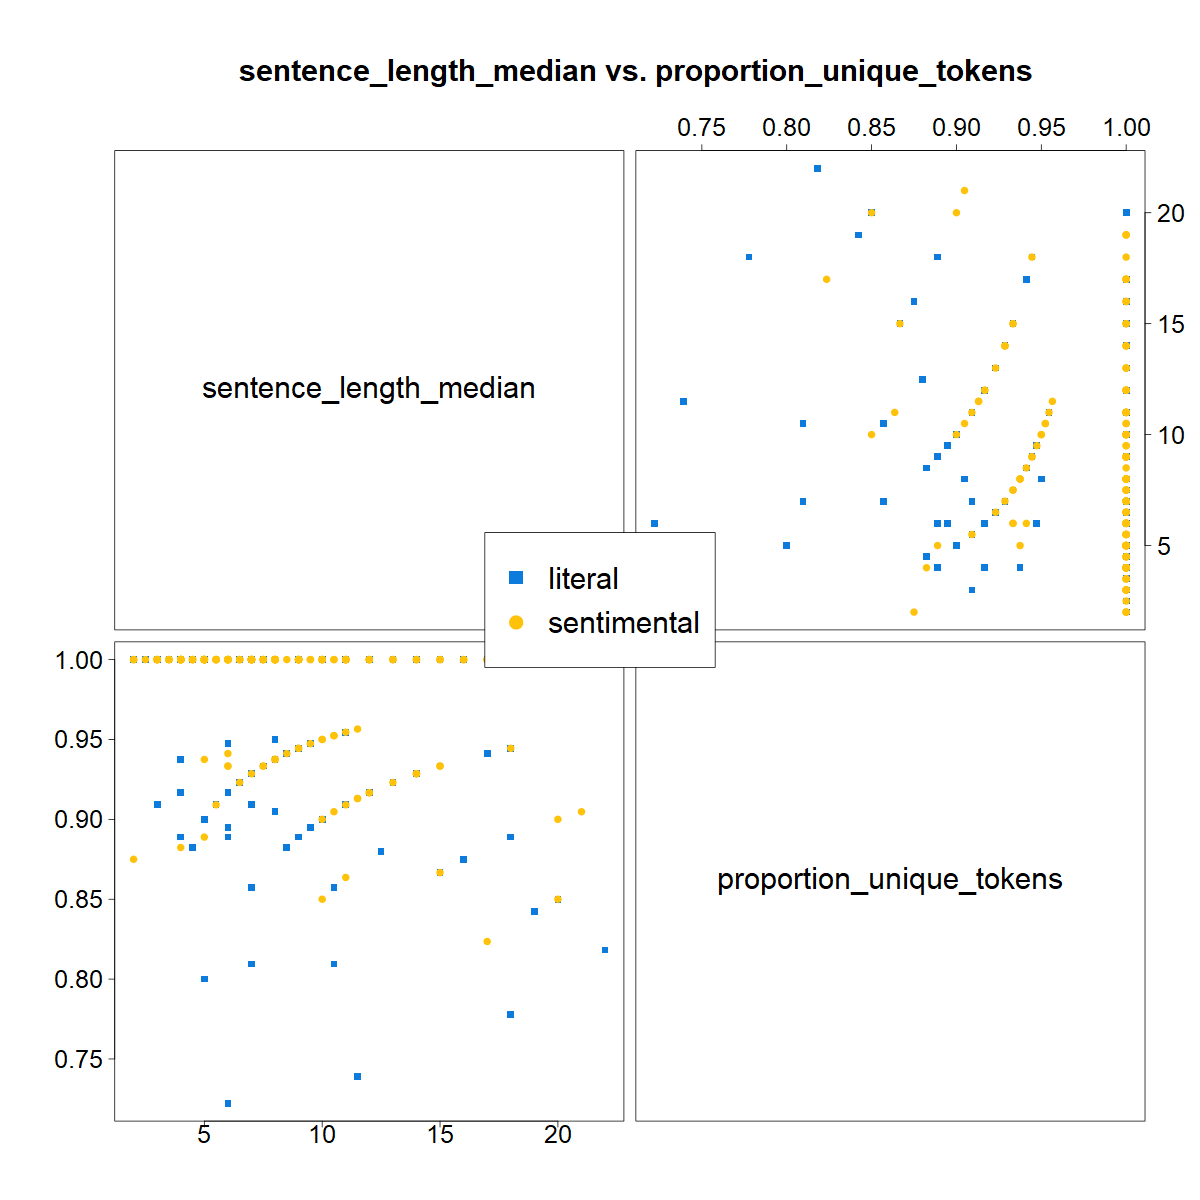 sentence_length_median vs. proportion_unique_tokens
0.75 0.80 0.85 0.90 0.95 1.00
sentence_length_median
20
15
10
5
literal
sentimental
1.00
0.95
0.90
0.85
0.80
0.75
proportion_unique_tokens
5 10 15 20